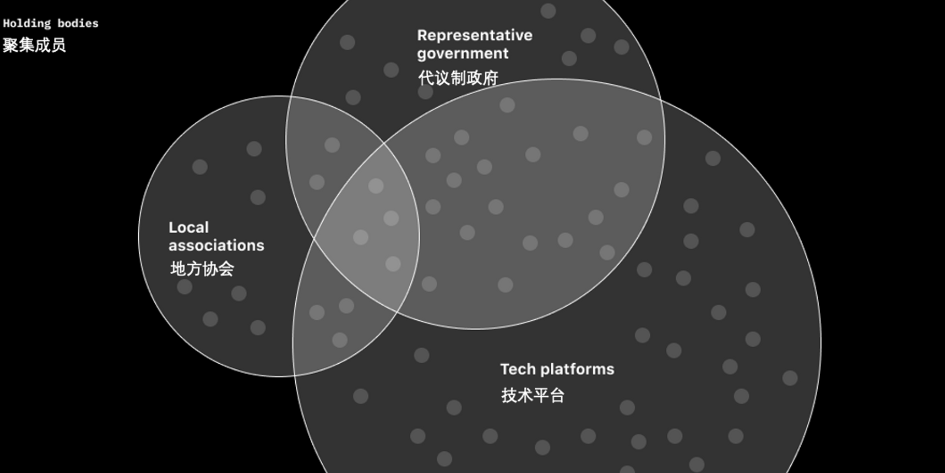 Holding bodies
聚集成员
Representative
government
代议制政府
Local
associations
地方协会
Tech platforms
技术平台